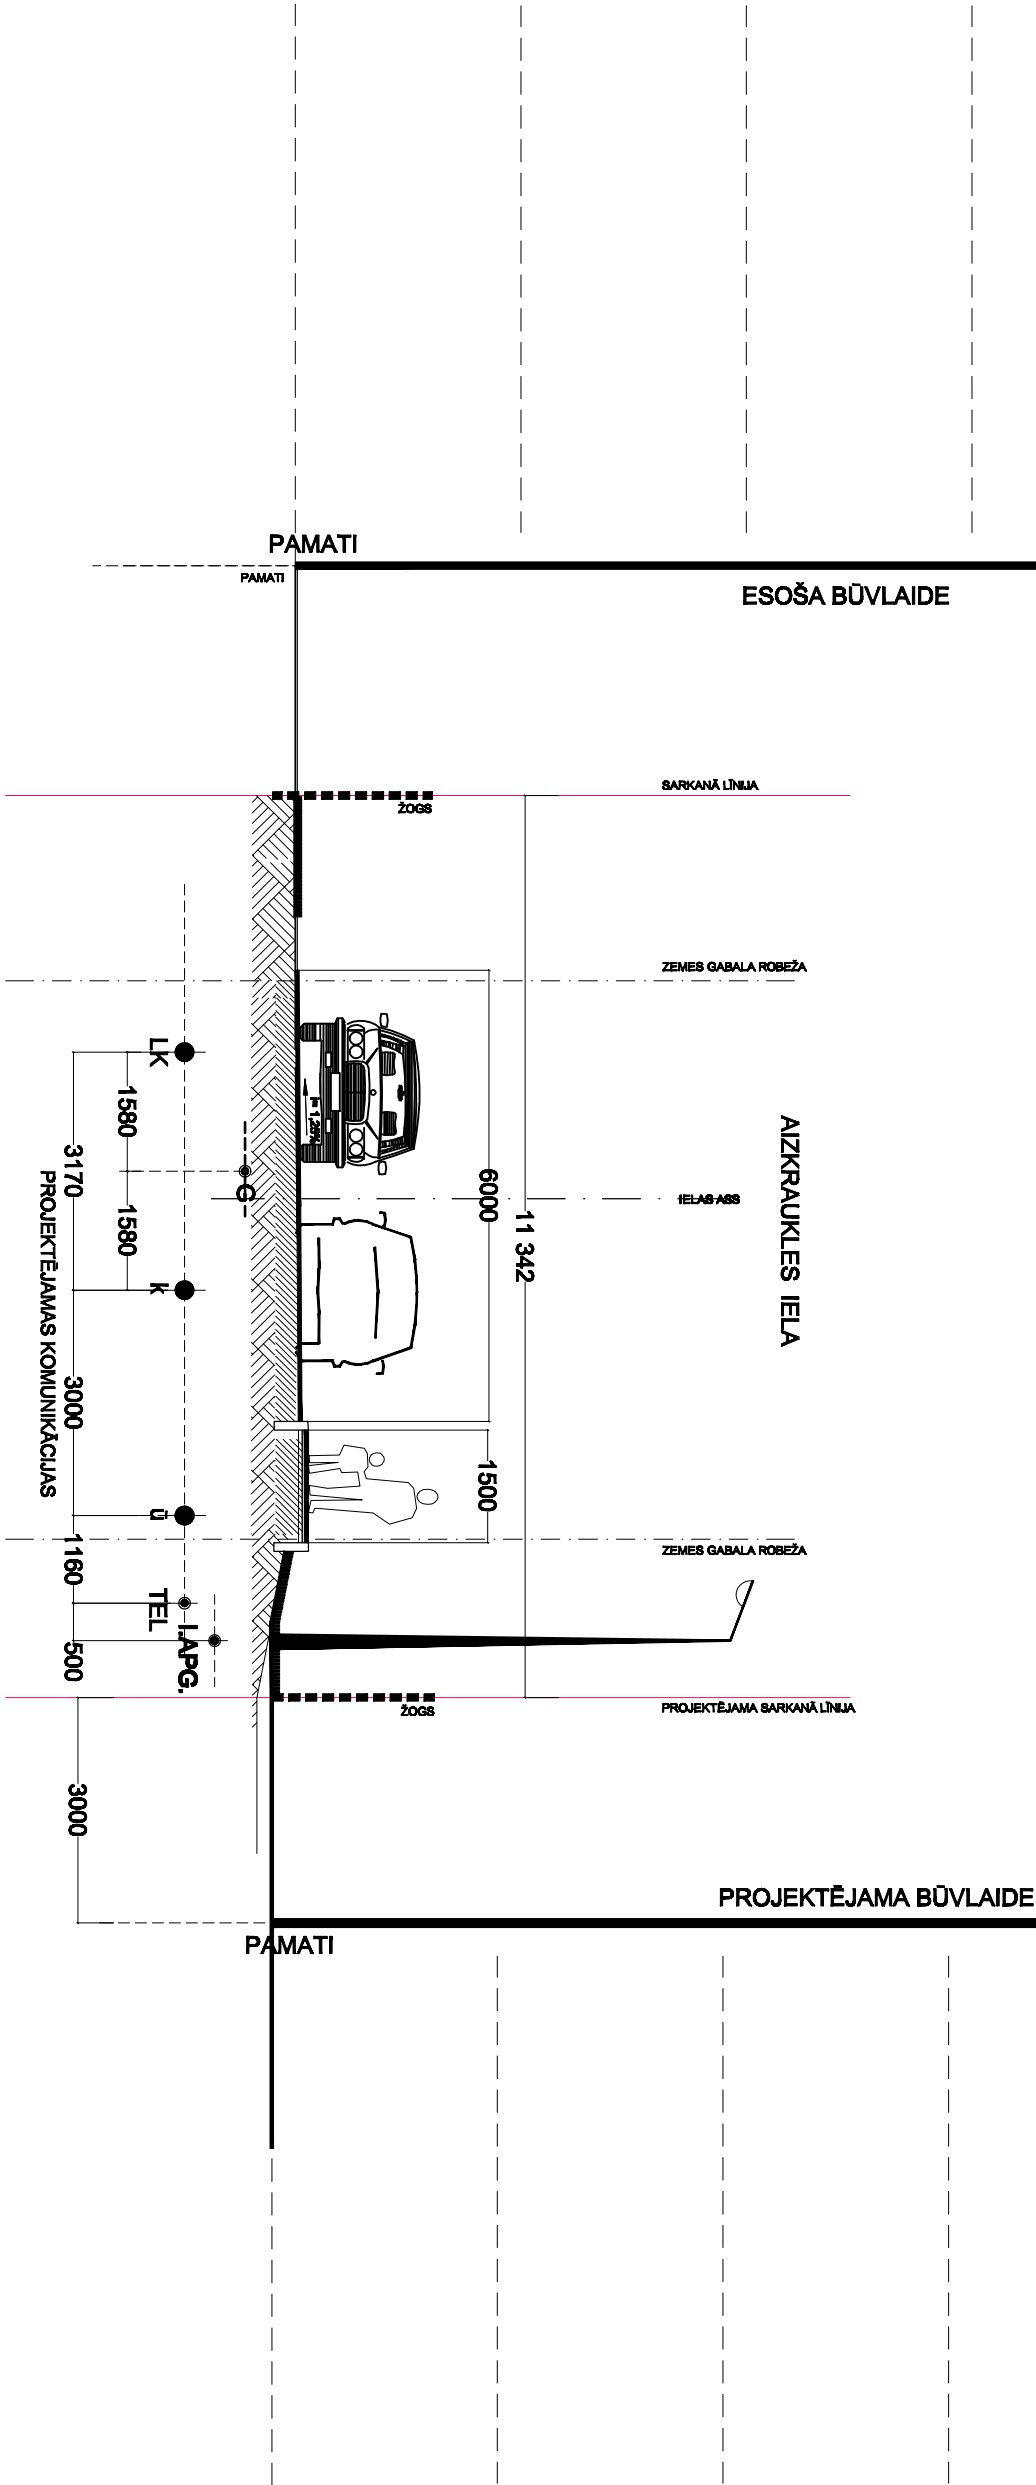 PAMATI
PAMATI
ESOŠA BŪVLAIDE
SARKANĀ LĪNIJA
ŽOGS
ZEMES GABALA ROBEŽA
AIZKRAUKLES IELA
IELAS ASS
i= 1,28%
6000
11 342
1500
LK
G
k
ū
TEL
I.APG.
1580
1580
3170
3000
1160
500
PROJEKTĒJAMAS KOMUNIKĀCIJAS
ZEMES GABALA ROBEŽA
ŽOGS
PROJEKTĒJAMA SARKANĀ LĪNIJA
3000
PROJEKTĒJAMA BŪVLAIDE
PAMATI